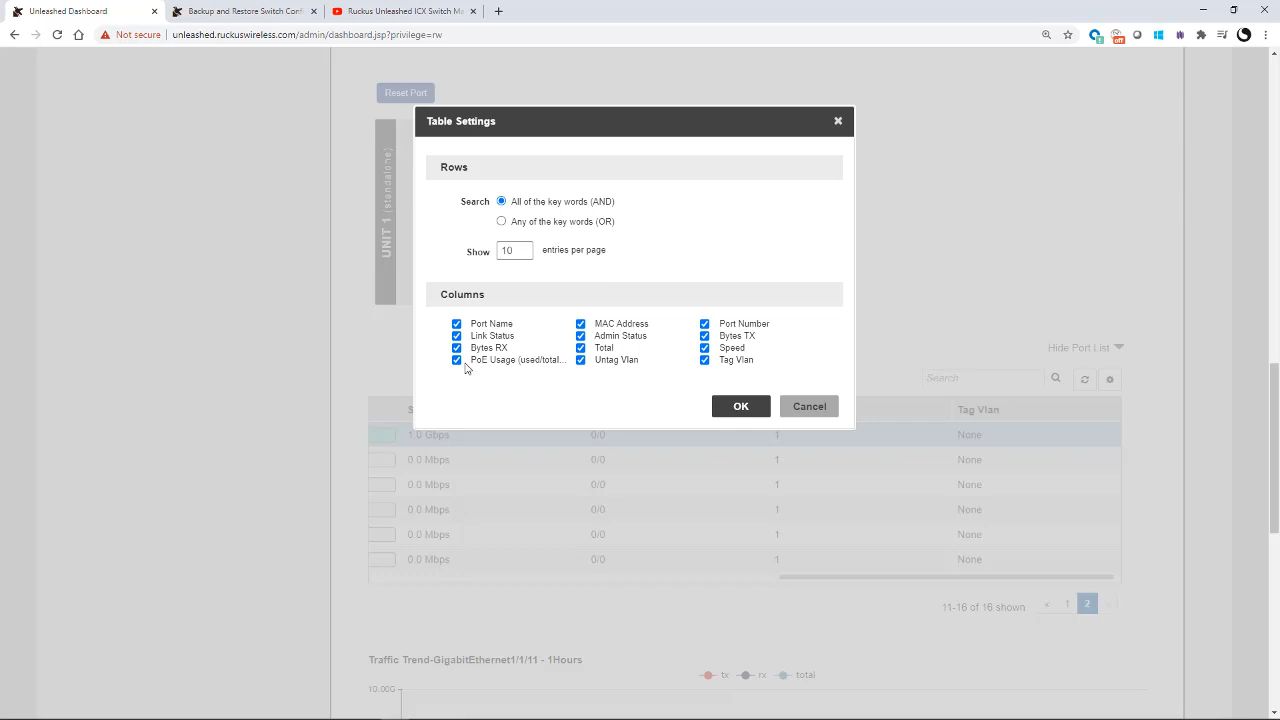 Unleashed Dashboard
Backup and Restore Switch Conf
Ruckus Unleashed ICX Switch Ma
Not secure unleashed.ruckuswireless.com/admin/dashboard.jsp?privilege=rw
off
Reset Port
Table Settings
UNIT 1 (standalone)
Rows
Search All of the key words (AND)
Any of the key words (OR)
Show 10 entries per page
Columns
Port Name MAC Address Port Number
Link Status Admin Status Bytes TX
Bytes RX Total Speed
PoE Usage (used/total... Untag Vlan Tag Vlan
Hide Port List
Search
OK Cancel
S Tag Vlan
1.0 Gbps 0/0 1 None
0.0 Mbps 0/0 1 None
0.0 Mbps 0/0 1 None
0.0 Mbps 0/0 1 None
0.0 Mbps 0/0 1 None
0.0 Mbps 0/0 1 None
11-16 of 16 shown. « 1 2
Traffic Trend-GigabitEthernet1/1/11 - 1Hours
tx rx total
10.00G